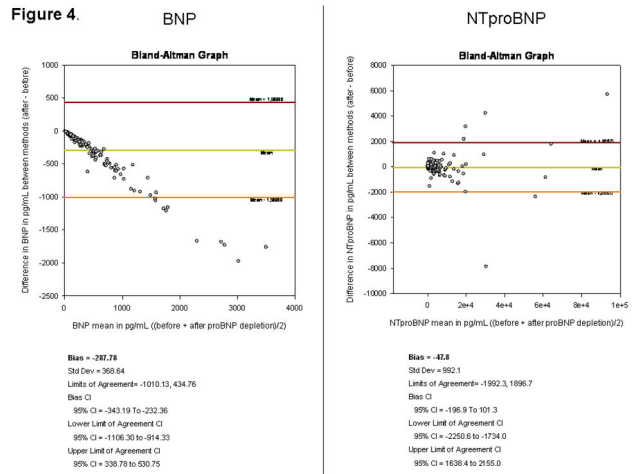 Figure 4.
BNP
Bland-Altman Graph
1000
500
0
-500
-1000
-1500
-2000
-2500
Difference in BNP in pg/mL between methods (after - before)
Mean
0
1000
2000
3000
4000
BNP mean in pg/mL ((before + after proBNP depletion)/2)
Bias = -287.78
Std Dev = 368.64
Limits of Agreement= -1010.13, 434.76
Bias CI
95% CI = -343.19 To -232.36
Lower Limit of Agreement CI
95% CI = -1106.30 To -914.33
Upper Limit of Agreement CI
95% CI = 338.78 To 530.75
NTproBNP
Bland-Altman Graph
8000
6000
4000
2000
0
-2000
-4000
-6000
-8000
-10000
Difference in NTproBNP in pg/mL between methods (after - before)
Mean
0
2e+4
4e+4
6e+4
8e+4
1e+5
NTproBNP mean in pg/mL ((before + after proBNP depletion)/2)
Bias = -47.8
Std Dev = 992.1
Limits of Agreement= -1992.3, 1896.7
Bias CI
95% CI = -196.9 To 101.3
Lower Limit of Agreement CI
95% CI = -2250.6 To -1734.0
Upper Limit of Agreement CI
95% CI = 1638.4 To 2155.0